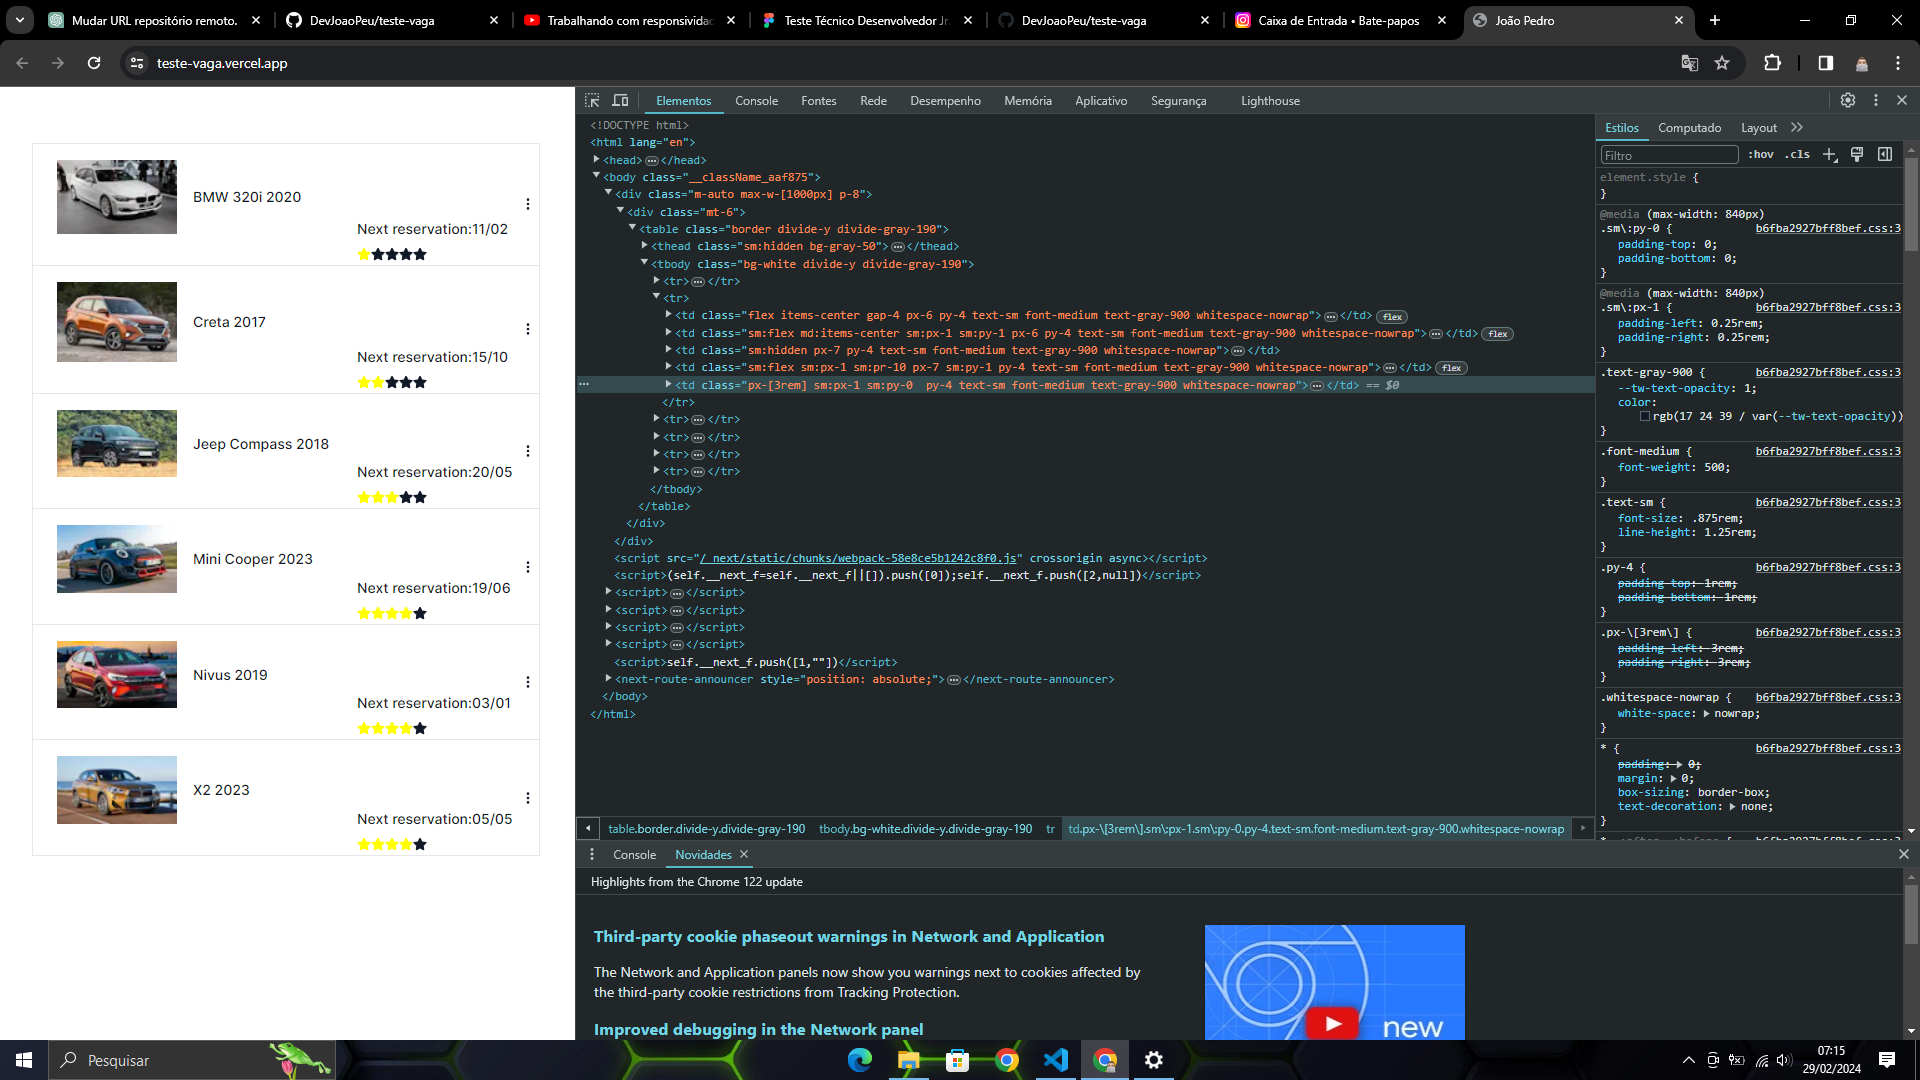 Mudar URL repositório remoto.
DevJoaoPeu/teste-vaga
Trabalhando com responsividad
Teste Técnico Desenvolvedor Jr.
DevJoaoPeu/teste-vaga
Caixa de Entrada • Bate-papos
João Pedro
teste-vaga.vercel.app
BMW 320i 2020
Next reservation:11/02
Creta 2017
Next reservation:15/10
Jeep Compass 2018
Next reservation:20/05
Mini Cooper 2023
Next reservation:19/06
Nivus 2019
Next reservation:03/01
X2 2023
Next reservation:05/05
Elementos Console Fontes Rede Desempenho Memória Aplicativo Segurança Lighthouse
<!DOCTYPE html>
<html lang="en">
<head>…</head>
<body class="__className_aaf875">
<div class="m-auto max-w-[1000px] p-8">
<div class="mt-6">
<table class="border divide-y divide-gray-190">
<thead class="sm:hidden bg-gray-50">…</thead>
<tbody class="bg-white divide-y divide-gray-190">
<tr>…</tr>
<tr>
<td class="flex items-center gap-4 px-6 py-4 text-sm font-medium text-gray-900 whitespace-nowrap">…</td> flex
<td class="sm:flex md:items-center sm:px-1 sm:py-1 px-6 py-4 text-sm font-medium text-gray-900 whitespace-nowrap">…</td> flex
<td class="sm:hidden px-7 py-4 text-sm font-medium text-gray-900 whitespace-nowrap">…</td>
<td class="sm:flex sm:px-1 sm:pr-10 px-7 sm:py-1 py-4 text-sm font-medium text-gray-900 whitespace-nowrap">…</td> flex
<td class="px-[3rem] sm:px-1 sm:py-0  py-4 text-sm font-medium text-gray-900 whitespace-nowrap">…</td> == $0
</tr>
<tr>…</tr>
<tr>…</tr>
<tr>…</tr>
<tr>…</tr>
</tbody>
</table>
</div>
</div>
<script src="/_next/static/chunks/webpack-58e8ce5b1242c8f0.js" crossorigin async></script>
<script>(self.__next_f=self.__next_f||[]).push([0]);self.__next_f.push([2,null])</script>
<script>…</script>
<script>…</script>
<script>…</script>
<script>…</script>
<script>self.__next_f.push([1,""])</script>
<next-route-announcer style="position: absolute;">…</next-route-announcer>
</body>
</html>
table.border.divide-y.divide-gray-190 tbody.bg-white.divide-y.divide-gray-190 tr td.px-\[3rem\].sm\:px-1.sm\:py-0.py-4.text-sm.font-medium.text-gray-900.whitespace-nowrap
Estilos Computado Layout
Filtro :hov .cls
element.style {
}
@media (max-width: 840px)
.sm\:py-0 { b6fba2927bff8bef.css:3
padding-top: 0;
padding-bottom: 0;
}
@media (max-width: 840px)
.sm\:px-1 { b6fba2927bff8bef.css:3
padding-left: 0.25rem;
padding-right: 0.25rem;
}
.text-gray-900 { b6fba2927bff8bef.css:3
--tw-text-opacity: 1;
color:
rgb(17 24 39 / var(--tw-text-opacity))
}
.font-medium { b6fba2927bff8bef.css:3
font-weight: 500;
}
.text-sm { b6fba2927bff8bef.css:3
font-size: .875rem;
line-height: 1.25rem;
}
.py-4 { b6fba2927bff8bef.css:3
padding-top: 1rem;
padding-bottom: 1rem;
}
.px-\[3rem\] { b6fba2927bff8bef.css:3
padding-left: 3rem;
padding-right: 3rem;
}
.whitespace-nowrap { b6fba2927bff8bef.css:3
white-space: nowrap;
}
* { b6fba2927bff8bef.css:3
padding: 0;
margin: 0;
box-sizing: border-box;
text-decoration: none;
}
Console Novidades
Highlights from the Chrome 122 update
Third-party cookie phaseout warnings in Network and Application
The Network and Application panels now show you warnings next to cookies affected by
the third-party cookie restrictions from Tracking Protection.
Improved debugging in the Network panel
new
Pesquisar
07:15
29/02/2024